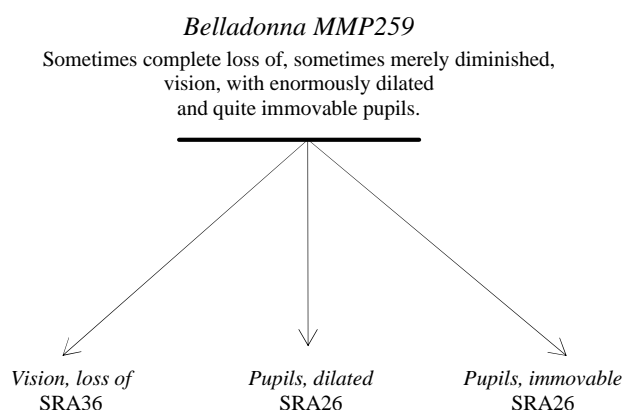 Belladonna MMP259
Sometimes complete loss of, sometimes merely diminished,
vision, with enormously dilated
and quite immovable pupils.
Vision, loss of
SRA36
Pupils, dilated
SRA26
Pupils, immovable
SRA26